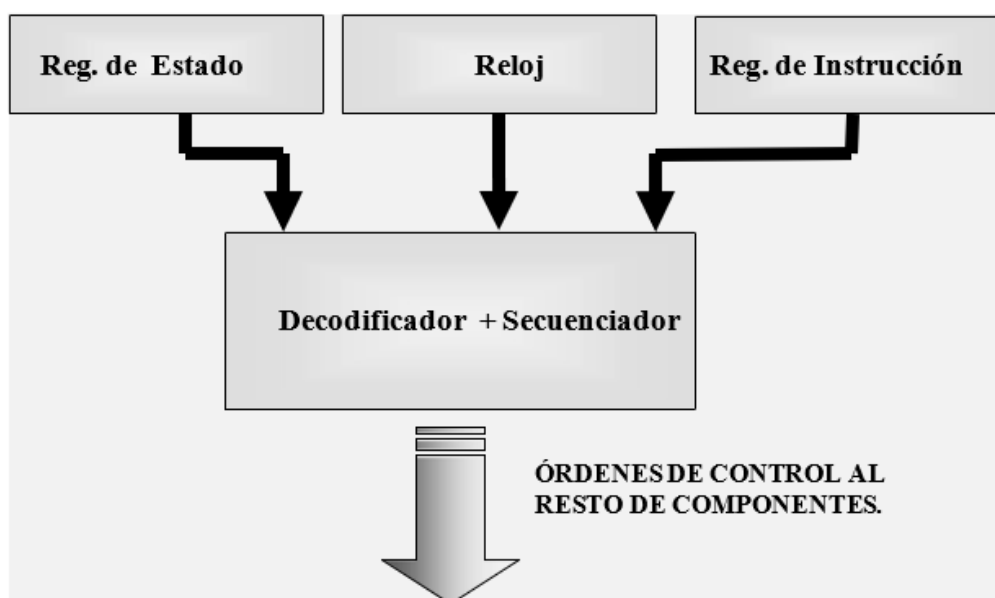 Reg. de Estado
Reloj
Reg. de Instrucción
Decodificador + Secuenciador
ÓRDENES DE CONTROL AL
RESTO DE COMPONENTES.